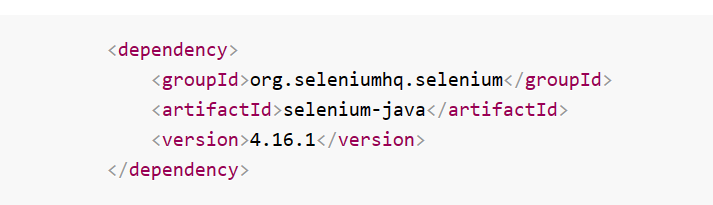 <dependency>
<groupId>org.seleniumhq.selenium</groupId>
<artifactId>selenium-java</artifactId>
<version>4.16.1</version>
</dependency>